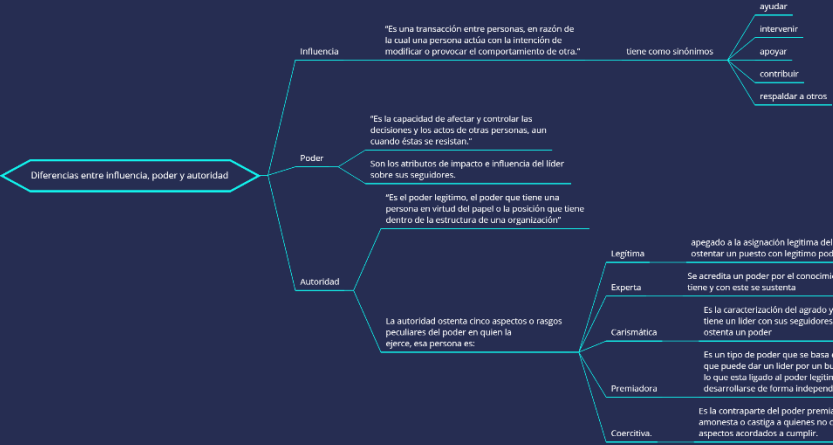 Diferencias entre influencia, poder y autoridad
Influencia
“Es una transacción entre personas, en razón de
la cual una persona actúa con la intención de
modificar o provocar el comportamiento de otra.”
tiene como sinónimos
ayudar
intervenir
apoyar
contribuir
respaldar a otros
Poder
“Es la capacidad de afectar y controlar las
decisiones y los actos de otras personas, aun
cuando éstas se resistan.”
Son los atributos de impacto e influencia del líder
sobre sus seguidores.
Autoridad
“Es el poder legítimo, el poder que tiene una
persona en virtud del papel o la posición que tiene
dentro de la estructura de una organización”
La autoridad ostenta cinco aspectos o rasgos
peculiares del poder en quien la
ejerce, esa persona es:
Legítima
apegado a la asignación legitima del
ostentar un puesto con legitimo
Experta
Se acredita un poder por el
tiene y con este se sustenta
Carismática
Es la caracterización del agrado y
tiene un lider con sus seguidores
ostenta un poder
Premiadora
Es un tipo de poder que se basa
que puede dar un lider por un
lo que esta ligado al poder
desarrollarse de forma
Coercitiva.
Es la contraparte del poder
amonesta o castiga a quienes no
aspectos acordados a cumplir.